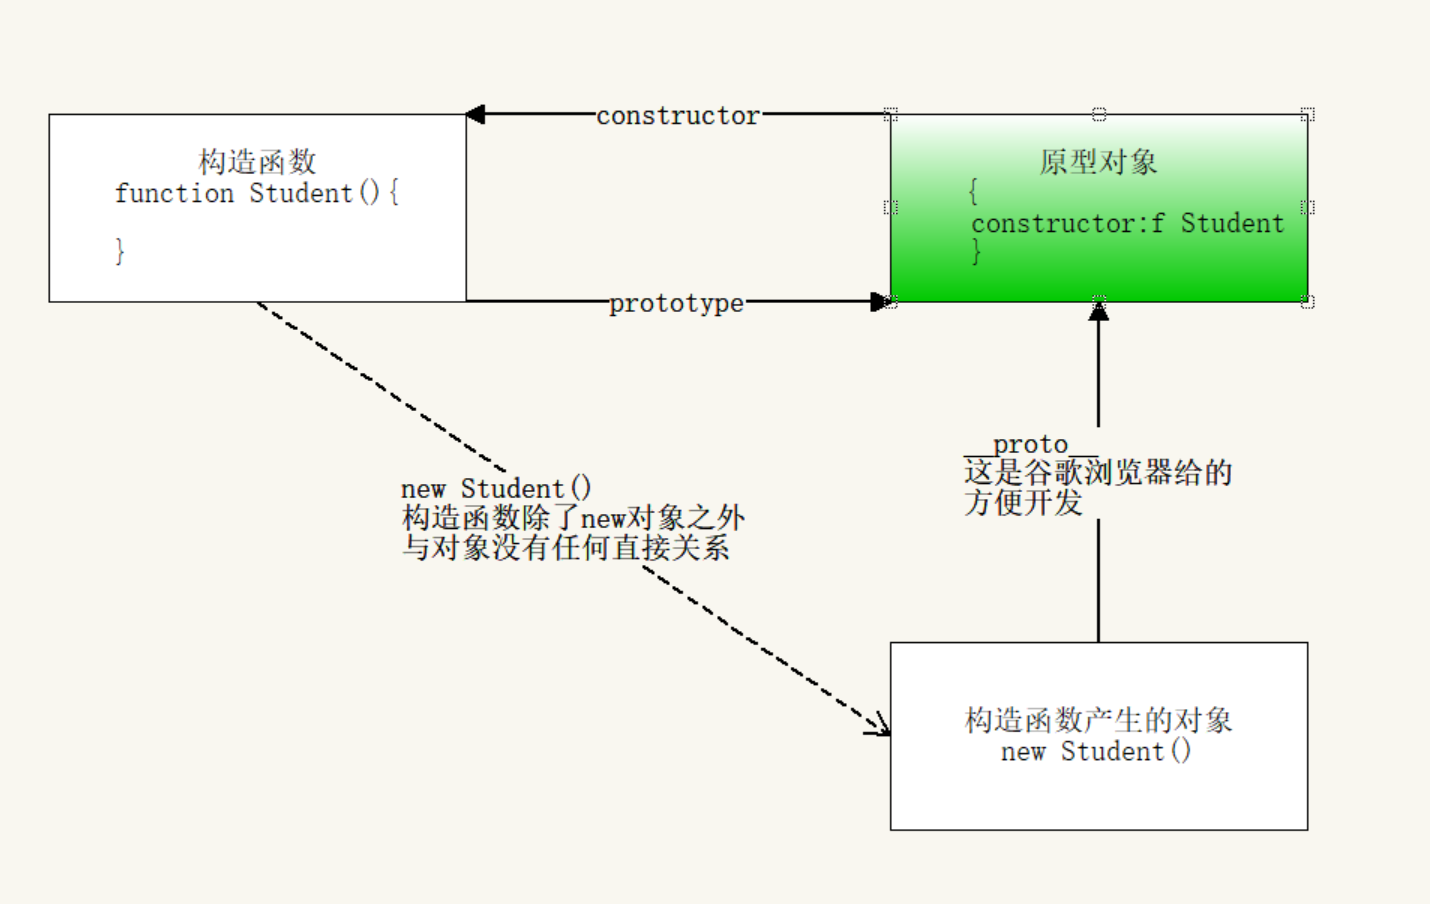 constructor
构造函数
function Student(){
}
原型对象
{
constructor:f Student
}
prototype
__proto__
这是谷歌浏览器给的
方便开发
new Student()
构造函数除了new对象之外
与对象没有任何直接关系
构造函数产生的对象
new Student()